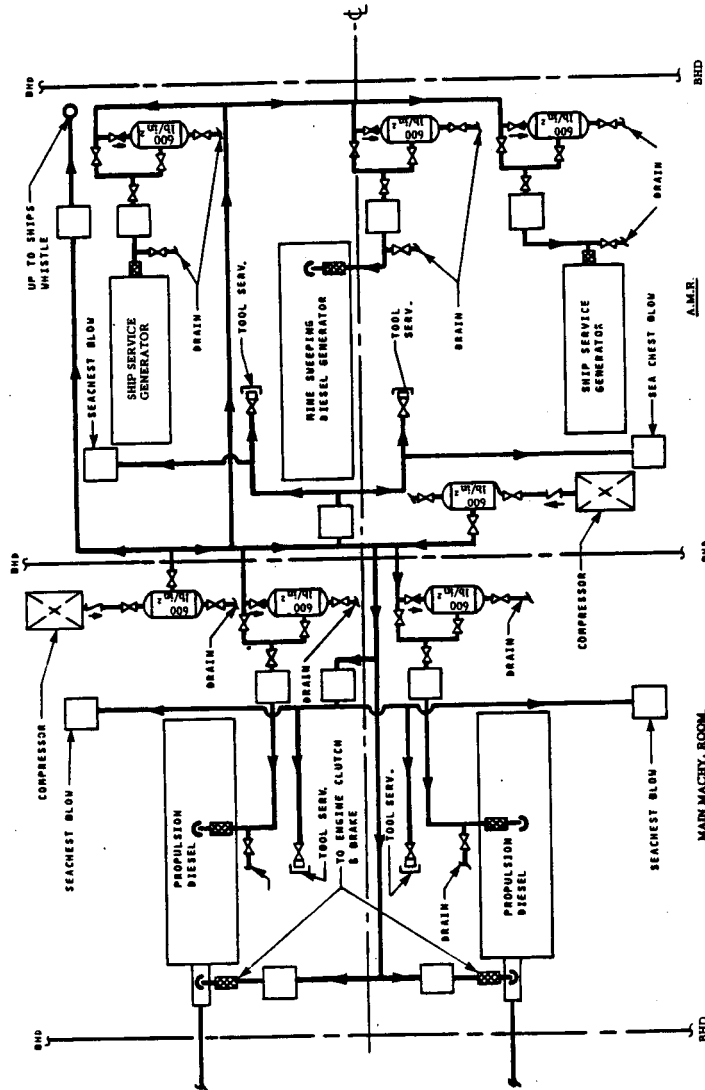 BHD
BHD
UP TO SHIPS
WHISTLE
SEACHEST BLOW
SHIP SERVICE
GENERATOR
DRAIN
TOOL SERV.
600
lb/in²
MINE SWEEPING
DIESEL GENERATOR
600
lb/in²
TOOL
SERV.
DRAIN
SHIP SERVICE
GENERATOR
600
lb/in²
DRAIN
SEA CHEST BLOW
A.M.R.
BHD
BHD
COMPRESSOR
X
600
lb/in²
DRAIN
600
lb/in²
DRAIN
600
lb/in²
DRAIN
600
lb/in²
X
COMPRESSOR
SEACHEST BLOW
PROPULSION
DIESEL
TOOL SERV.
TO ENGINE CLUTCH
& BRAKE
TOOL SERV.
DRAIN
PROPULSION
DIESEL
SEACHEST BLOW
MAIN MACHY. ROOM
BHD
BHD